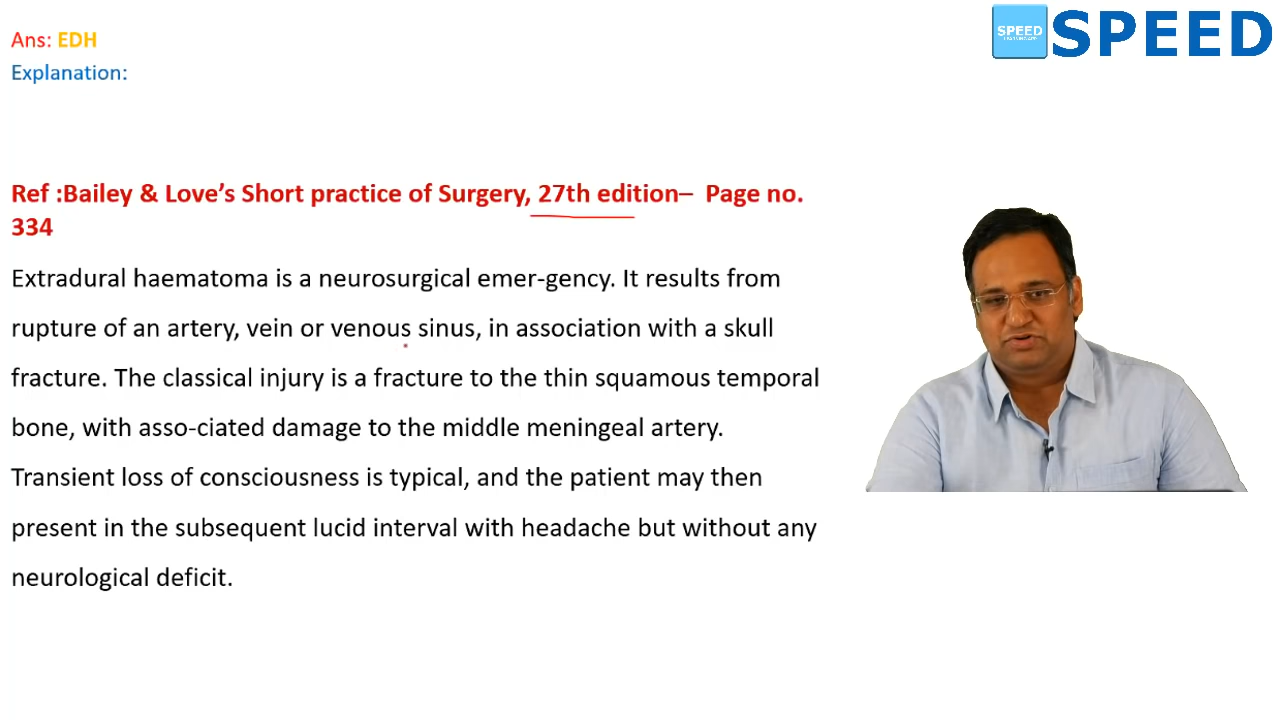 Ans: EDH
SPEED
LEARNING APP
SPEED
Explanation:
Ref :Bailey & Love’s Short practice of Surgery, 27th edition– Page no.
334
Extradural haematoma is a neurosurgical emer-gency. It results from
rupture of an artery, vein or venous sinus, in association with a skull
fracture. The classical injury is a fracture to the thin squamous temporal
bone, with asso-ciated damage to the middle meningeal artery.
Transient loss of consciousness is typical, and the patient may then
present in the subsequent lucid interval with headache but without any
neurological deficit.